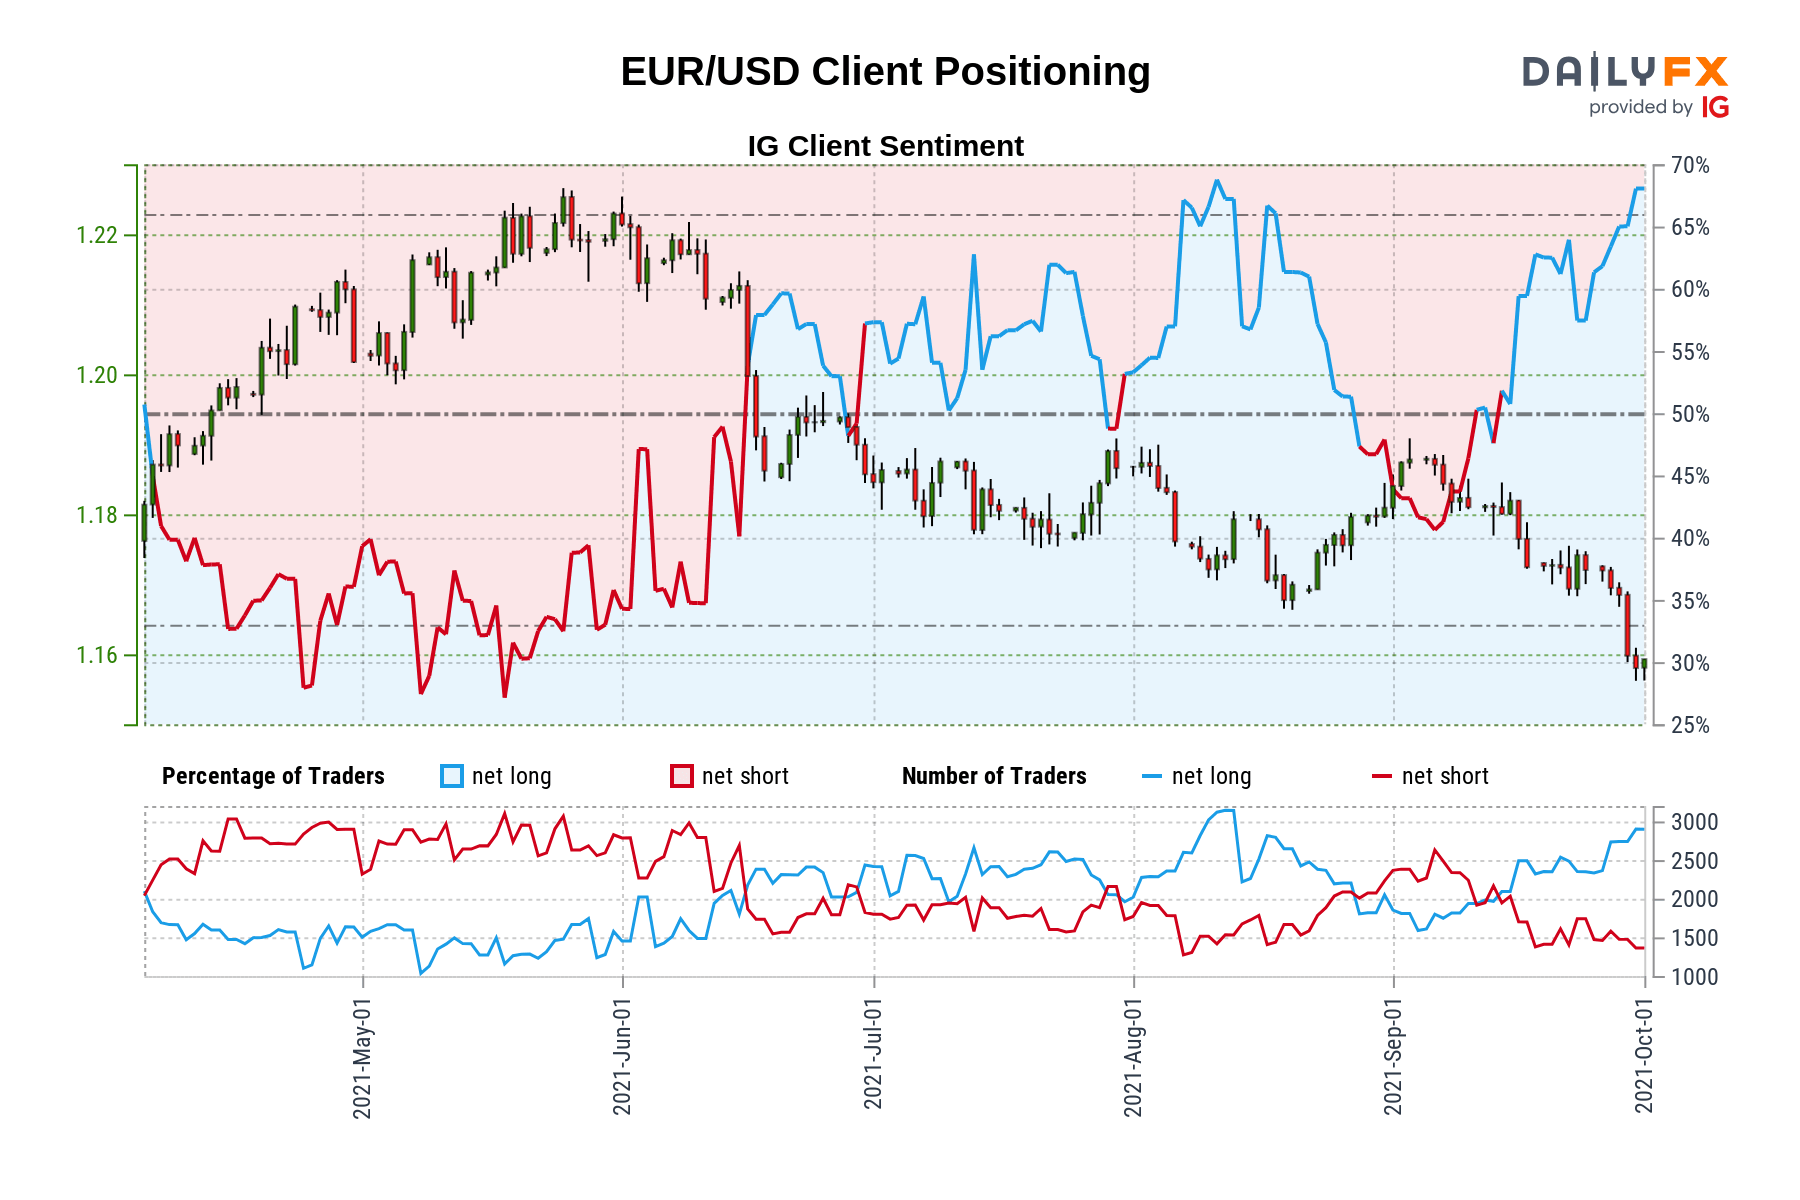 EUR/USD Client Positioning
DAILYFX
provided by IG
IG Client Sentiment
70%
65%
60%
55%
50%
45%
40%
35%
30%
25%
1.22
1.20
1.18
1.16
Percentage of Traders net long net short Number of Traders net long net short
3000
2500
2000
1500
1000
2021-May-01
2021-Jun-01
2021-Jul-01
2021-Aug-01
2021-Sep-01
2021-Oct-01